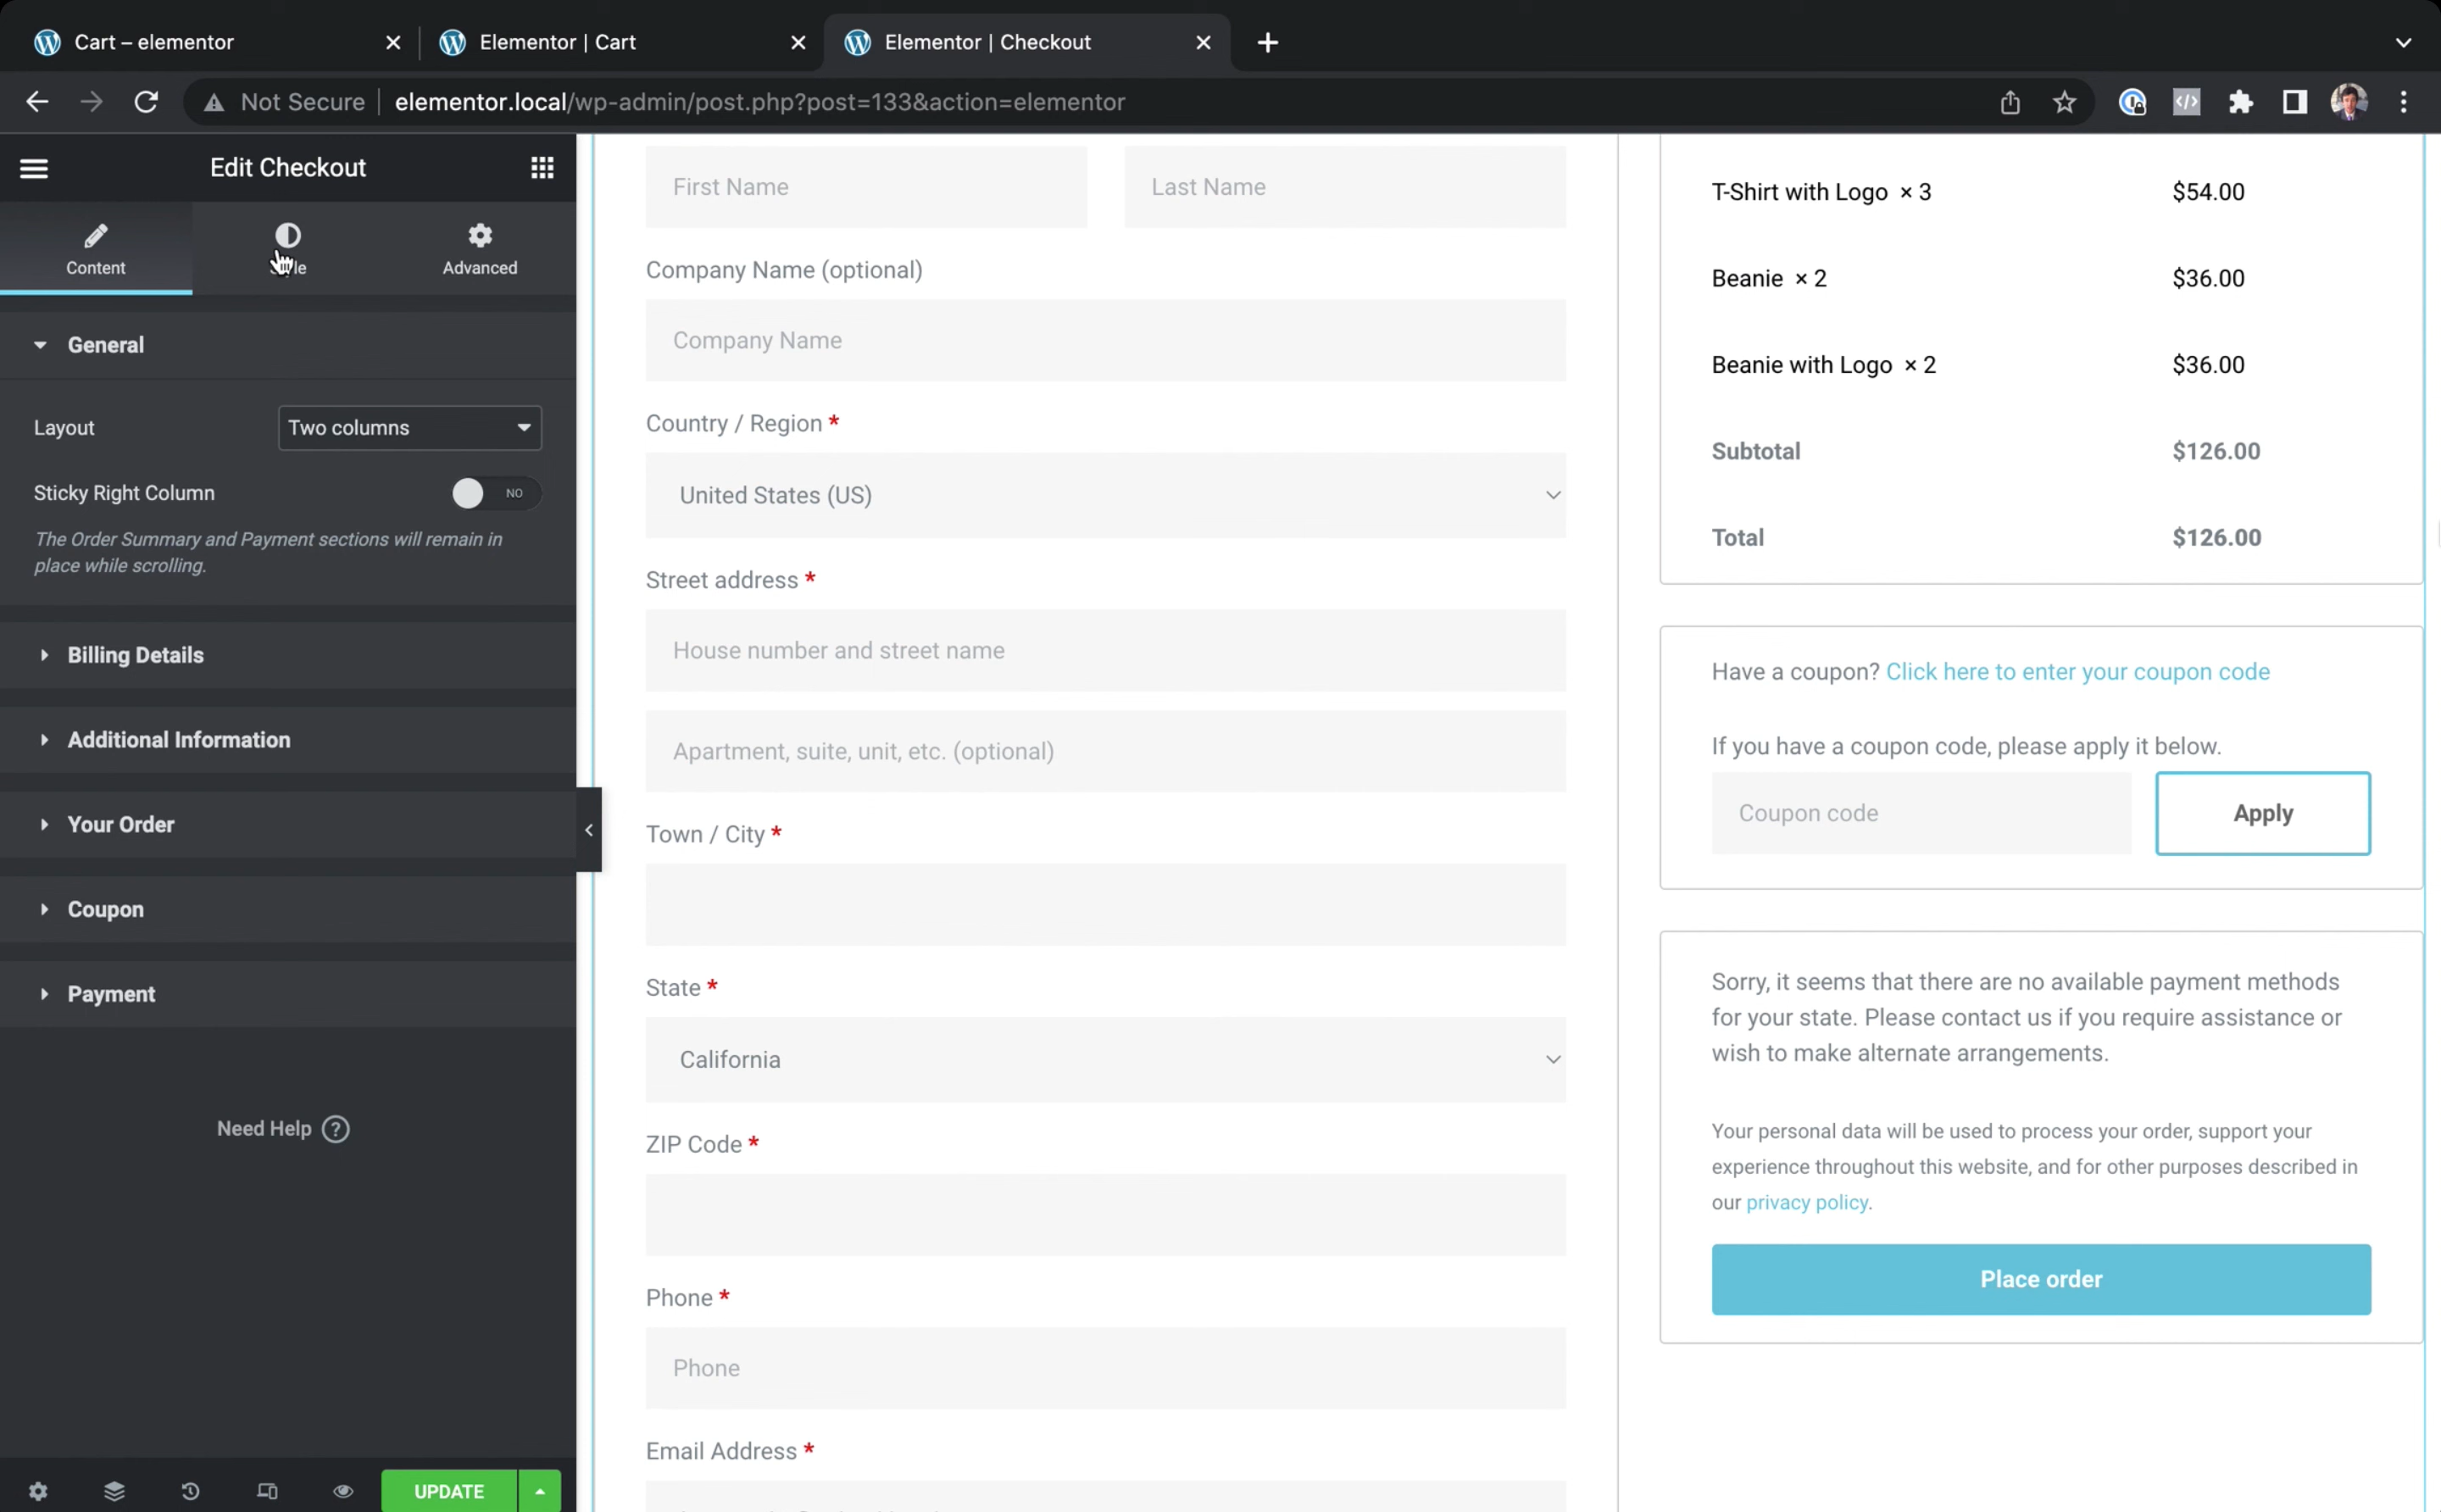 Cart – elementor
Elementor | Cart
Elementor | Checkout
Not Secure
elementor.local/wp-admin/post.php?post=133&action=elementor
Edit Checkout
Content
Advanced
General
Layout
Two columns
Sticky Right Column
NO
The Order Summary and Payment sections will remain in
place while scrolling.
Billing Details
Additional Information
Your Order
Coupon
Payment
Need Help ?
UPDATE
First Name
Last Name
Company Name (optional)
Company Name
Country / Region *
United States (US)
Street address *
House number and street name
Apartment, suite, unit, etc. (optional)
Town / City *
State *
California
ZIP Code *
Phone *
Phone
Email Address *
T-Shirt with Logo × 3 $54.00
Beanie × 2 $36.00
Beanie with Logo × 2 $36.00
Subtotal $126.00
Total $126.00
Have a coupon? Click here to enter your coupon code
If you have a coupon code, please apply it below.
Coupon code
Apply
Sorry, it seems that there are no available payment methods
for your state. Please contact us if you require assistance or
wish to make alternate arrangements.
Your personal data will be used to process your order, support your
experience throughout this website, and for other purposes described in
our privacy policy.
Place order